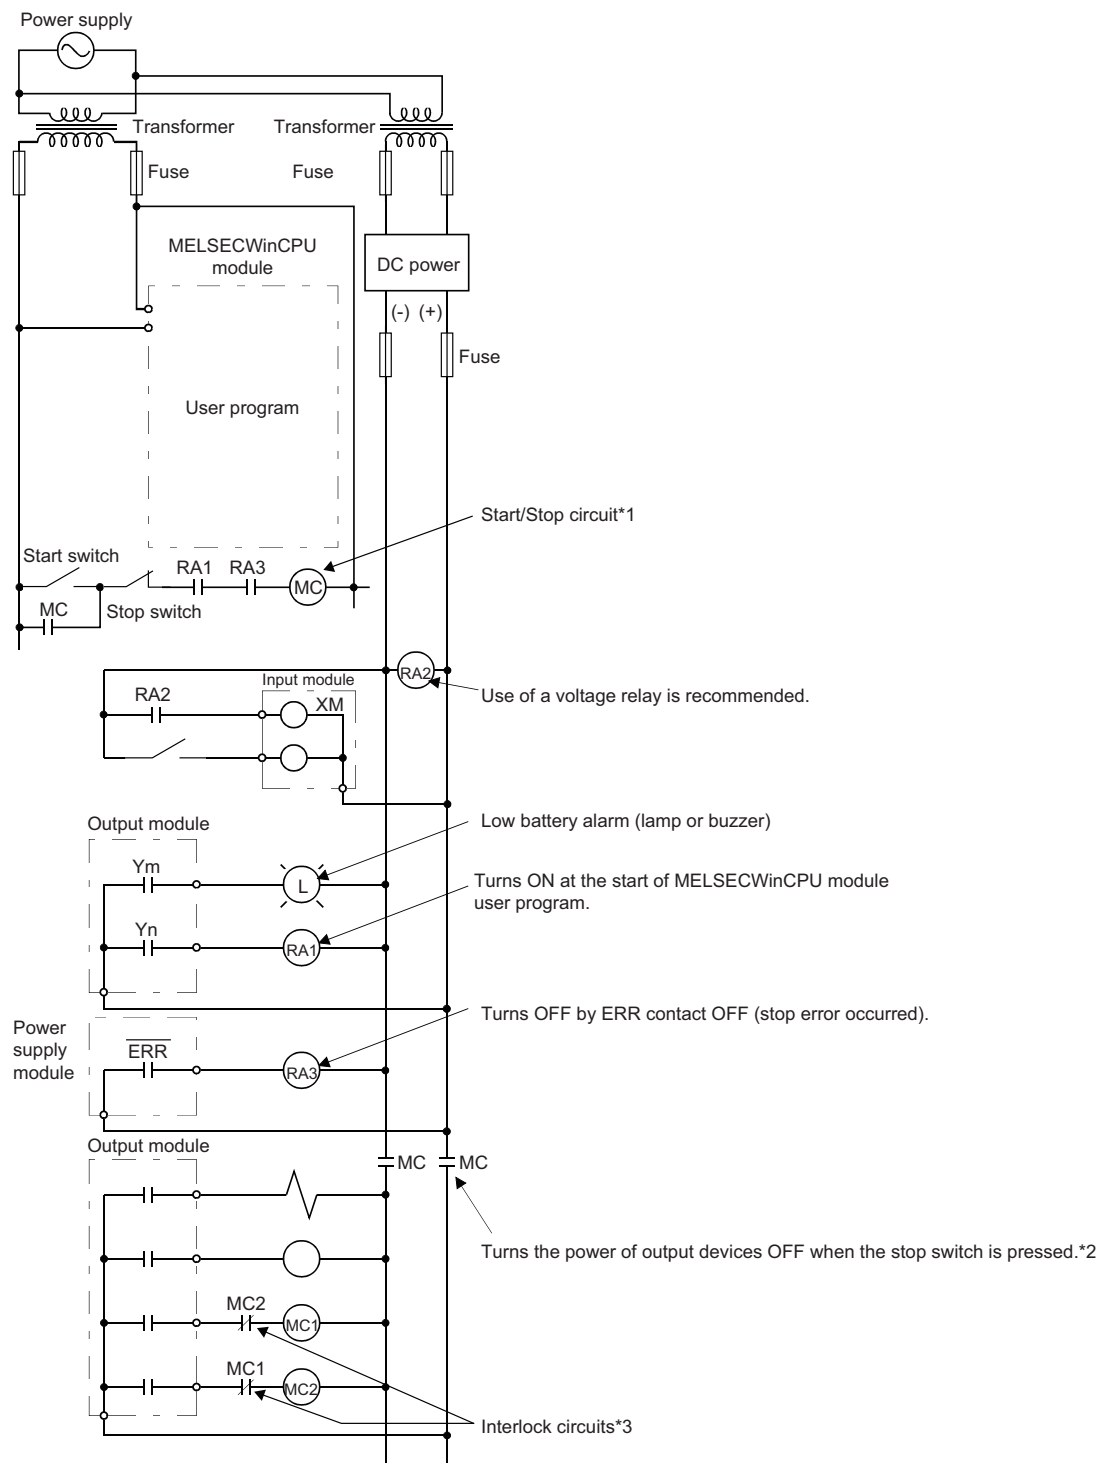 Power supply
Transformer
Transformer
Fuse
Fuse
MELSECWinCPU
module
DC power
(-) (+)
Fuse
User program
Start/Stop circuit*1
Start switch
RA1
RA3
MC
MC
Stop switch
RA2
Input module
Use of a voltage relay is recommended.
RA2
XM
Output module
Low battery alarm (lamp or buzzer)
Ym
L
Turns ON at the start of MELSECWinCPU module
user program.
Yn
RA1
Turns OFF by ERR contact OFF (stop error occurred).
Power
supply
module
ERR
RA3
Output module
MC
MC
Turns the power of output devices OFF when the stop switch is pressed.*2
MC2
MC1
MC1
MC2
Interlock circuits*3